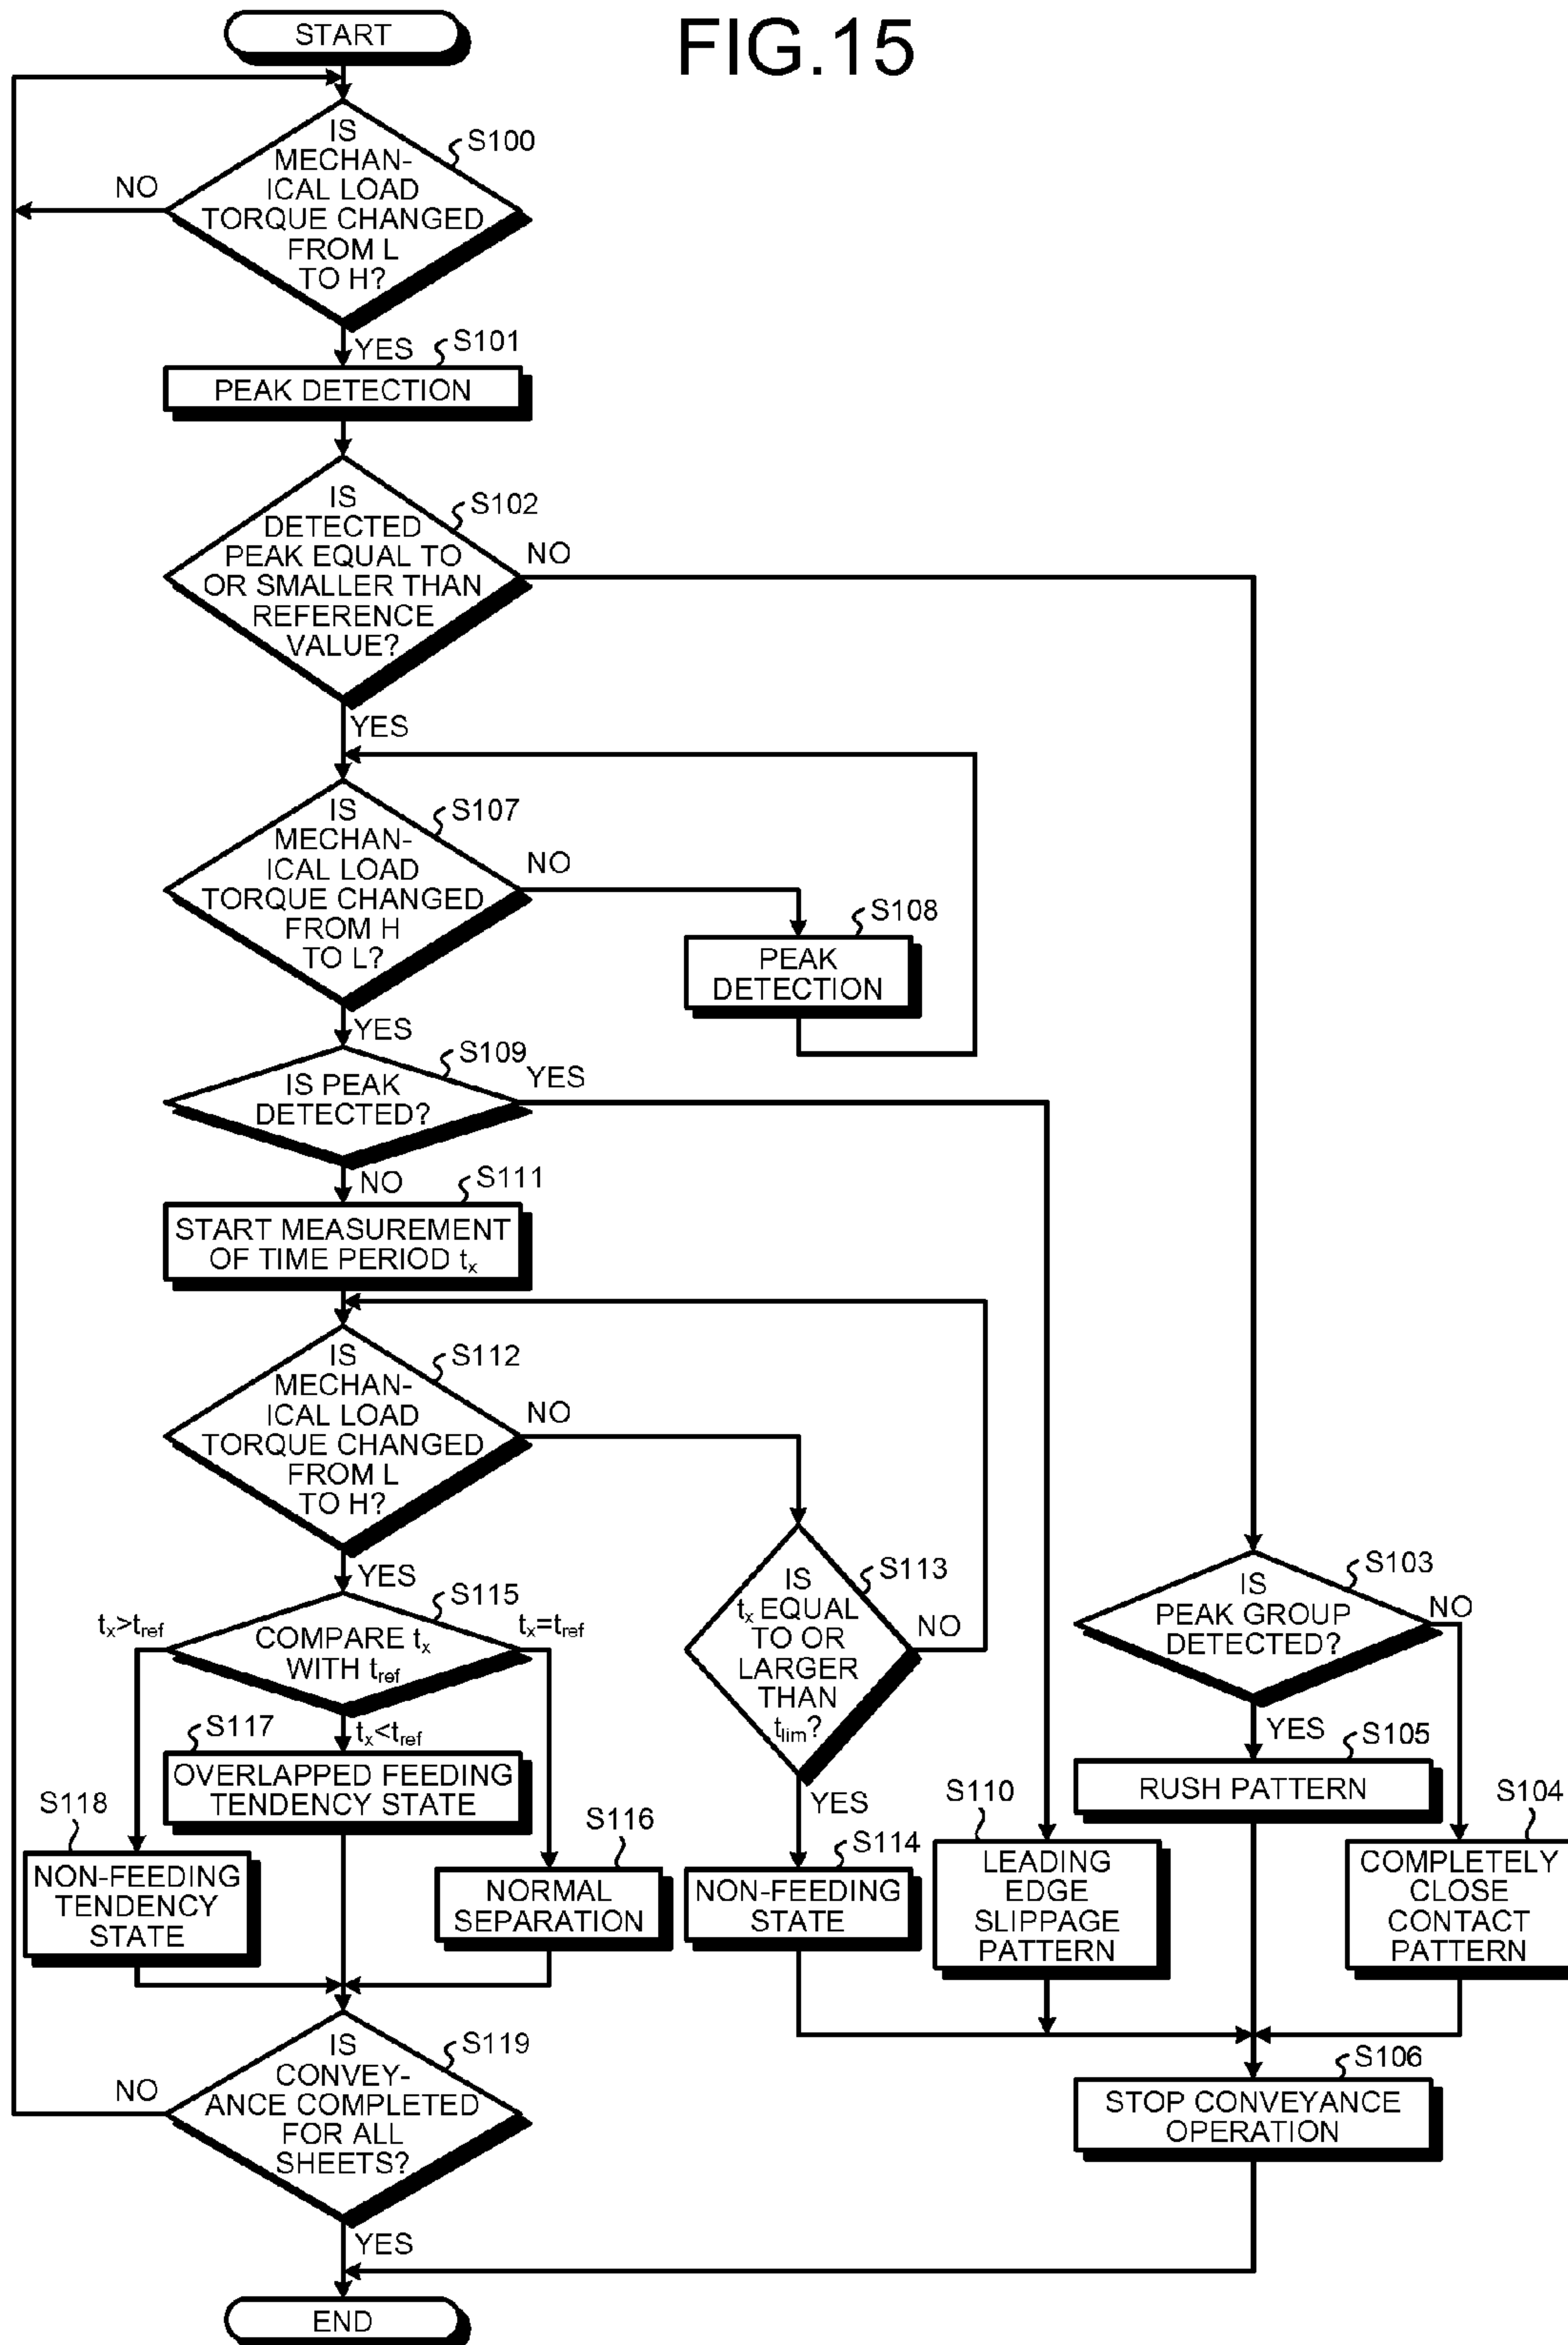 FIG.15
START
IS
MECHAN-
ICAL LOAD
TORQUE CHANGED
FROM L
TO H?
S100
NO
YES
S101
PEAK DETECTION
IS
DETECTED
PEAK EQUAL TO
OR SMALLER THAN
REFERENCE
VALUE?
S102
NO
YES
IS
MECHAN-
ICAL LOAD
TORQUE CHANGED
FROM H
TO L?
S107
NO
S108
PEAK
DETECTION
YES
S109
IS PEAK
DETECTED?
YES
NO
S111
START MEASUREMENT
OF TIME PERIOD tx
IS
MECHAN-
ICAL LOAD
TORQUE CHANGED
FROM L
TO H?
S112
NO
YES
S113
IS
tx EQUAL
TO OR
LARGER
THAN
tlim?
NO
YES
S103
IS
PEAK GROUP
DETECTED?
NO
YES
S115
COMPARE tx
WITH tref
tx>tref
tx=tref
tx<tref
S117
OVERLAPPED FEEDING
TENDENCY STATE
S118
NON-FEEDING
TENDENCY
STATE
S116
NORMAL
SEPARATION
S114
NON-FEEDING
STATE
S110
LEADING
EDGE
SLIPPAGE
PATTERN
S105
RUSH PATTERN
S104
COMPLETELY
CLOSE
CONTACT
PATTERN
S119
IS
CONVEY-
ANCE COMPLETED
FOR ALL
SHEETS?
NO
YES
S106
STOP CONVEYANCE
OPERATION
END